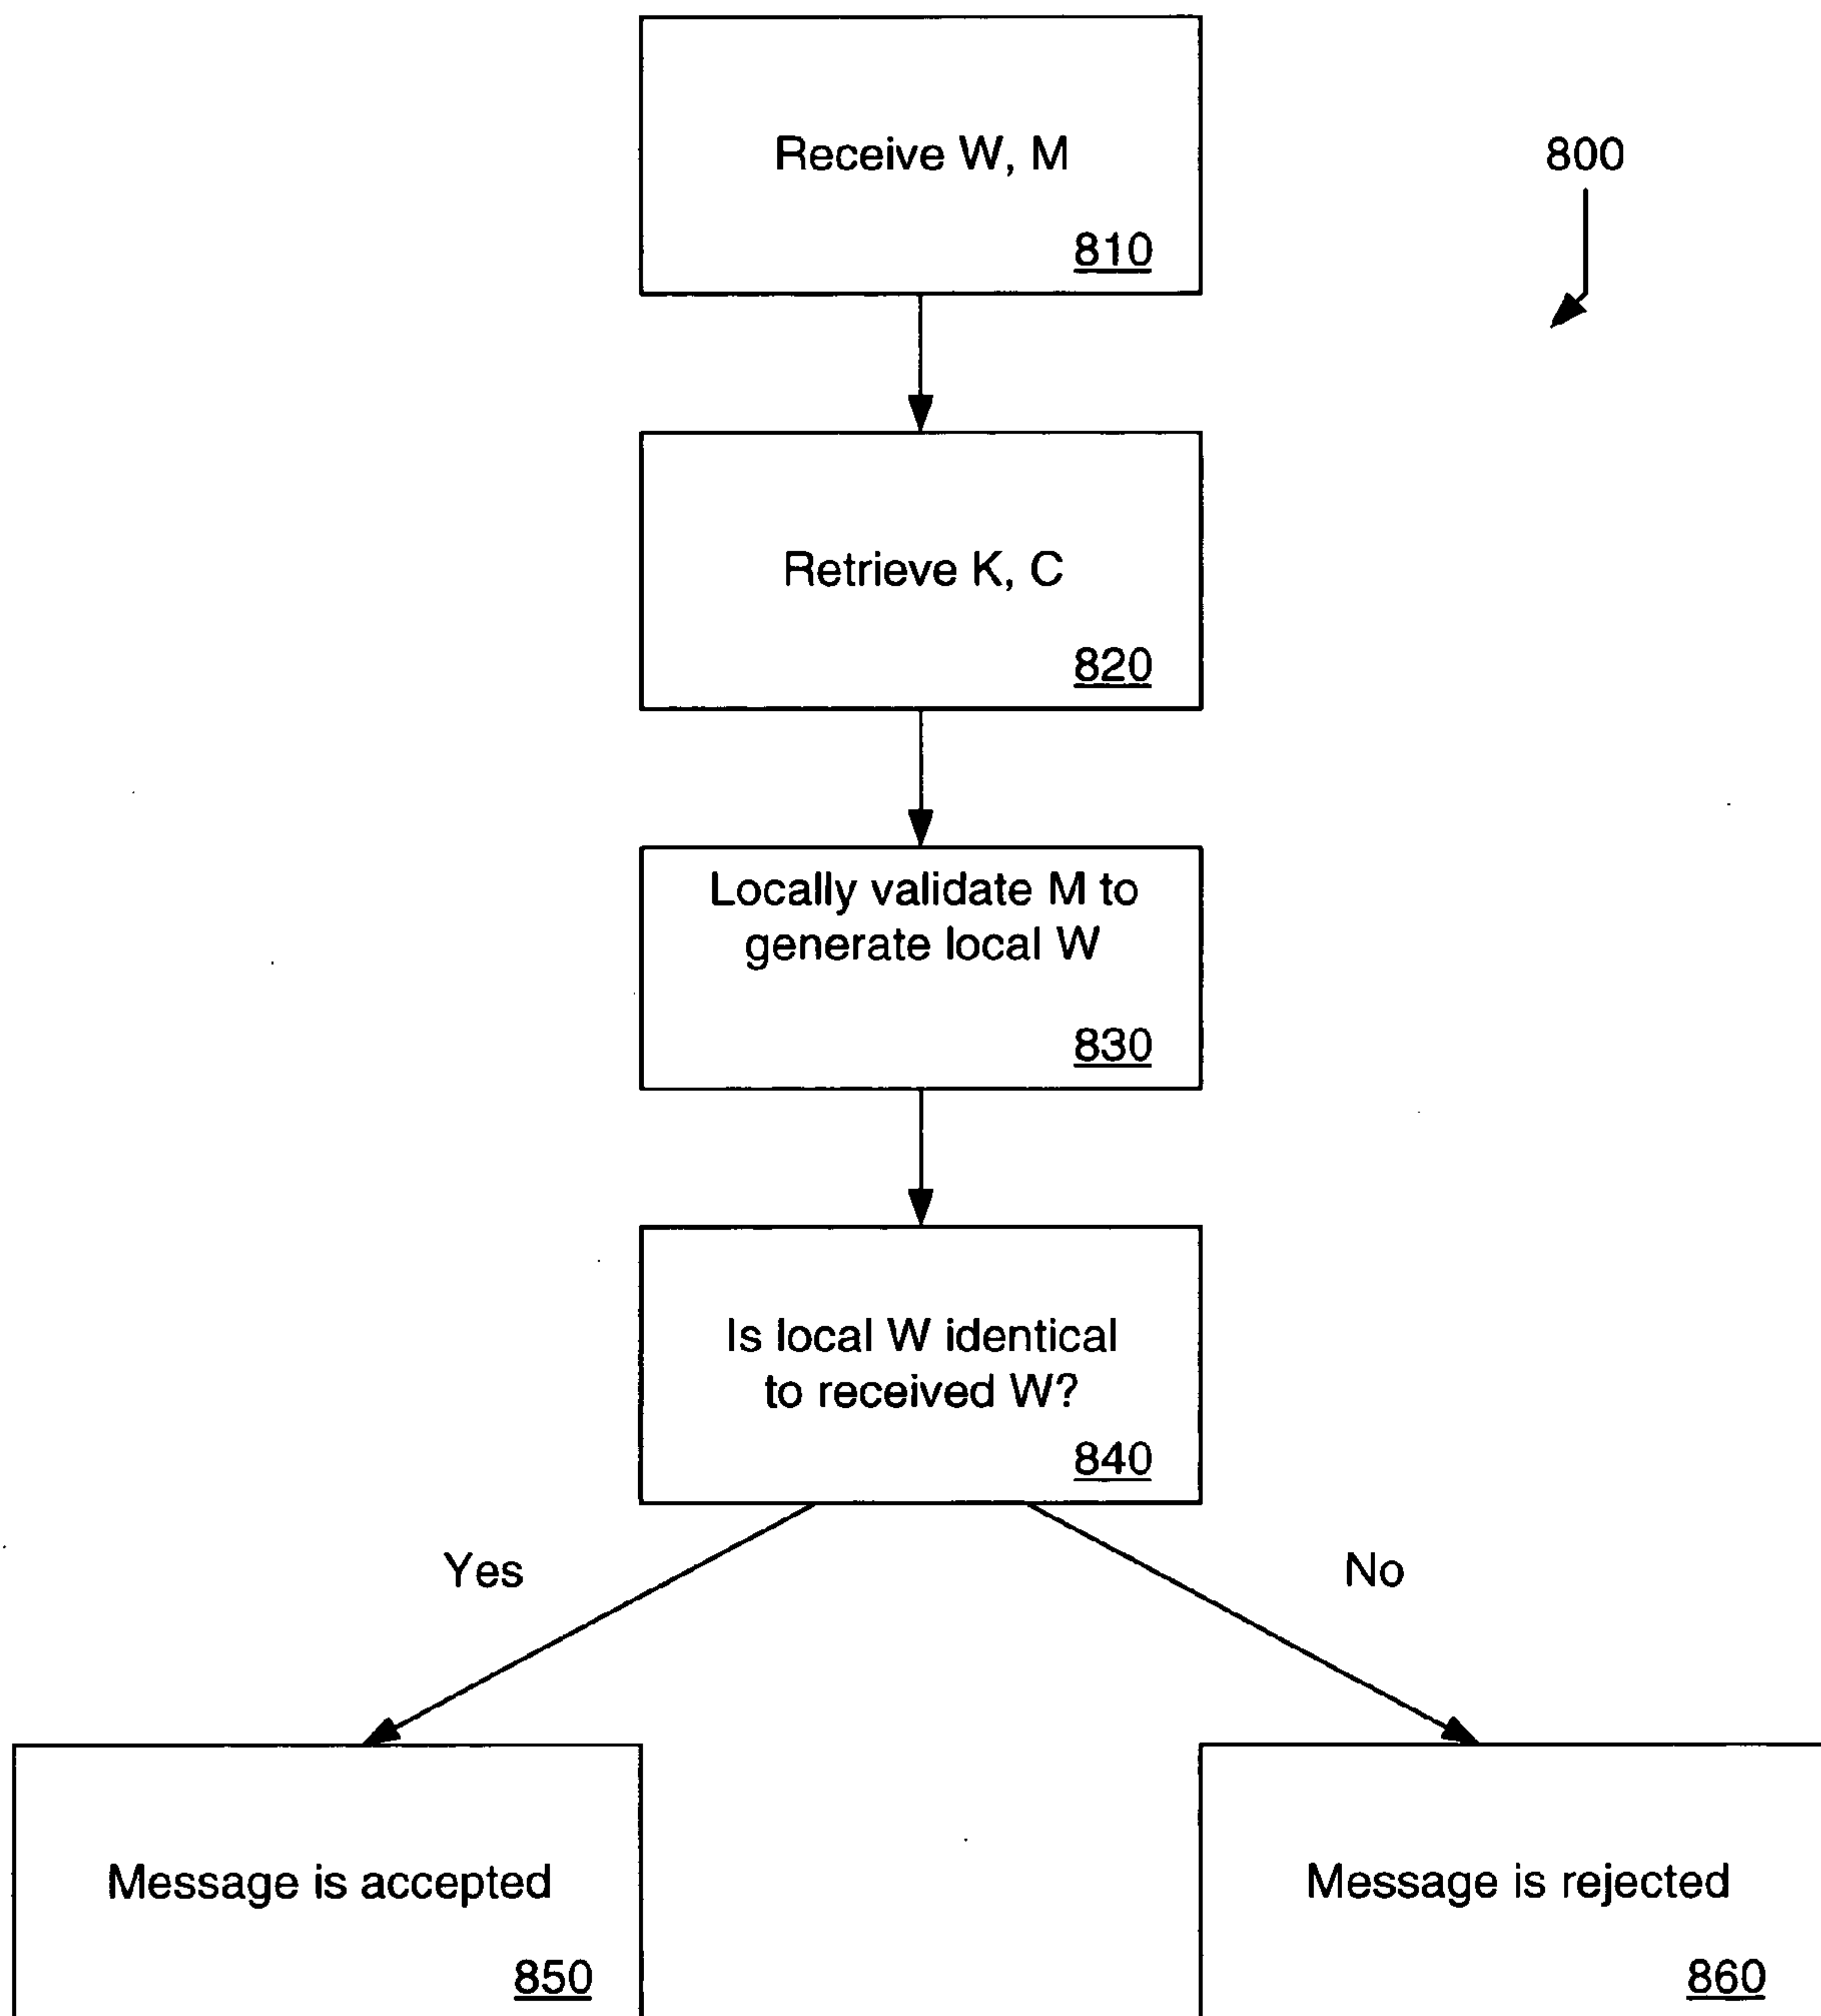 Receive W, M
810
800
Retrieve K, C
820
Locally validate M to
generate local W
830
Is local W identical
to received W?
840
Yes
No
Message is accepted
850
Message is rejected
860